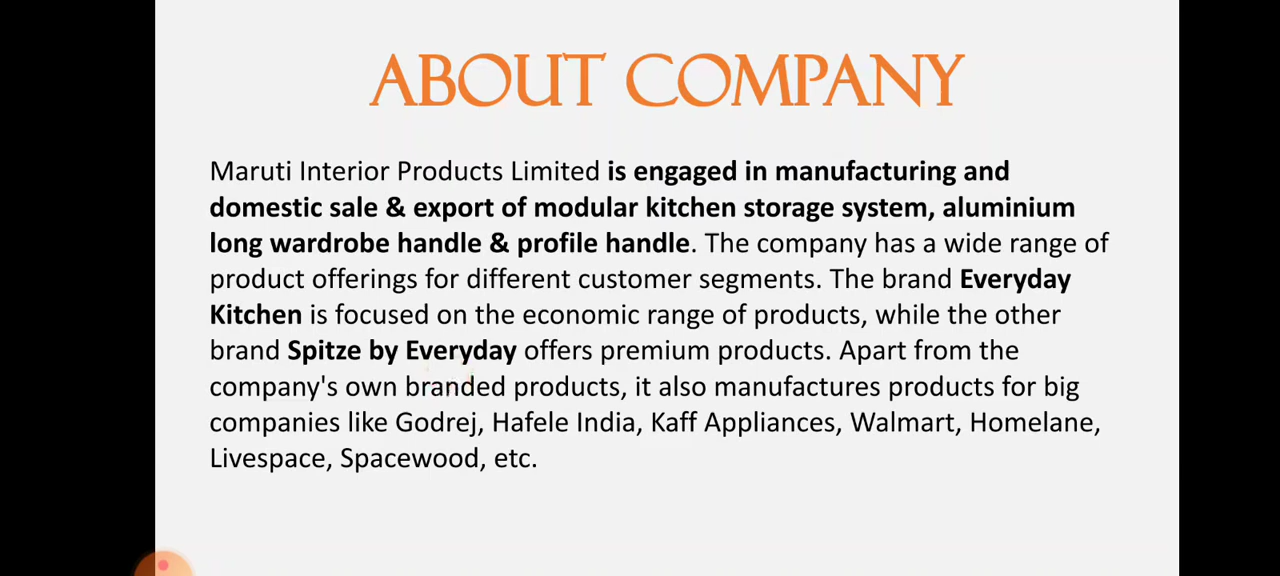 ABOUT COMPANY
Maruti Interior Products Limited is engaged in manufacturing and
domestic sale & export of modular kitchen storage system, aluminium
long wardrobe handle & profile handle. The company has a wide range of
product offerings for different customer segments. The brand Everyday
Kitchen is focused on the economic range of products, while the other
brand Spitze by Everyday offers premium products. Apart from the
company's own branded products, it also manufactures products for big
companies like Godrej, Hafele India, Kaff Appliances, Walmart, Homelane,
Livespace, Spacewood, etc.